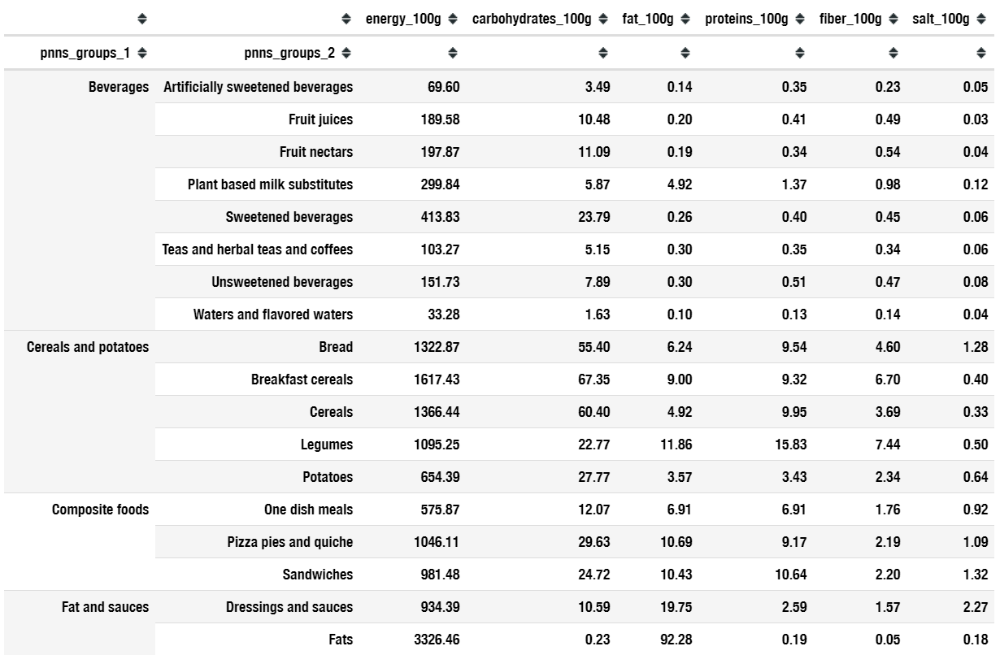 energy_100g carbohydrates_100g fat_100g proteins_100g fiber_100g salt_100g
pnns_groups_1 pnns_groups_2
Beverages Artificially sweetened beverages 69.60 3.49 0.14 0.35 0.23 0.05
Fruit juices 189.58 10.48 0.20 0.41 0.49 0.03
Fruit nectars 197.87 11.09 0.19 0.34 0.54 0.04
Plant based milk substitutes 299.84 5.87 4.92 1.37 0.98 0.12
Sweetened beverages 413.83 23.79 0.26 0.40 0.45 0.06
Teas and herbal teas and coffees 103.27 5.15 0.30 0.35 0.34 0.06
Unsweetened beverages 151.73 7.89 0.30 0.51 0.47 0.08
Waters and flavored waters 33.28 1.63 0.10 0.13 0.14 0.04
Cereals and potatoes Bread 1322.87 55.40 6.24 9.54 4.60 1.28
Breakfast cereals 1617.43 67.35 9.00 9.32 6.70 0.40
Cereals 1366.44 60.40 4.92 9.95 3.69 0.33
Legumes 1095.25 22.77 11.86 15.83 7.44 0.50
Potatoes 654.39 27.77 3.57 3.43 2.34 0.64
Composite foods One dish meals 575.87 12.07 6.91 6.91 1.76 0.92
Pizza pies and quiche 1046.11 29.63 10.69 9.17 2.19 1.09
Sandwiches 981.48 24.72 10.43 10.64 2.20 1.32
Fat and sauces Dressings and sauces 934.39 10.59 19.75 2.59 1.57 2.27
Fats 3326.46 0.23 92.28 0.19 0.05 0.18